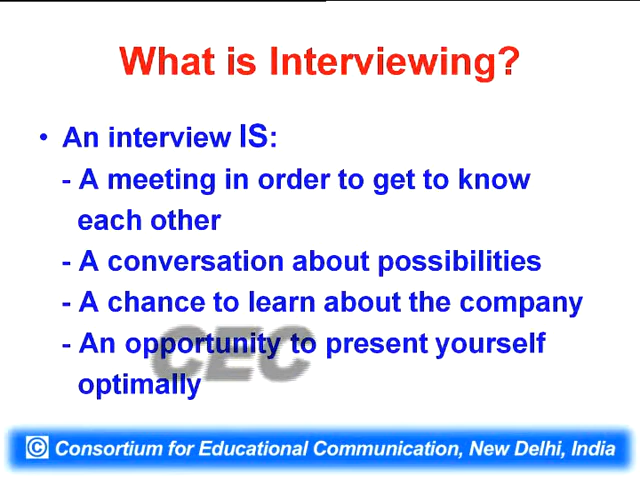 What is Interviewing?
• An interview IS:
- A meeting in order to get to know
each other
- A conversation about possibilities
- A chance to learn about the company
- An opportunity to present yourself
optimally
CEC
© Consortium for Educational Communication, New Delhi, India